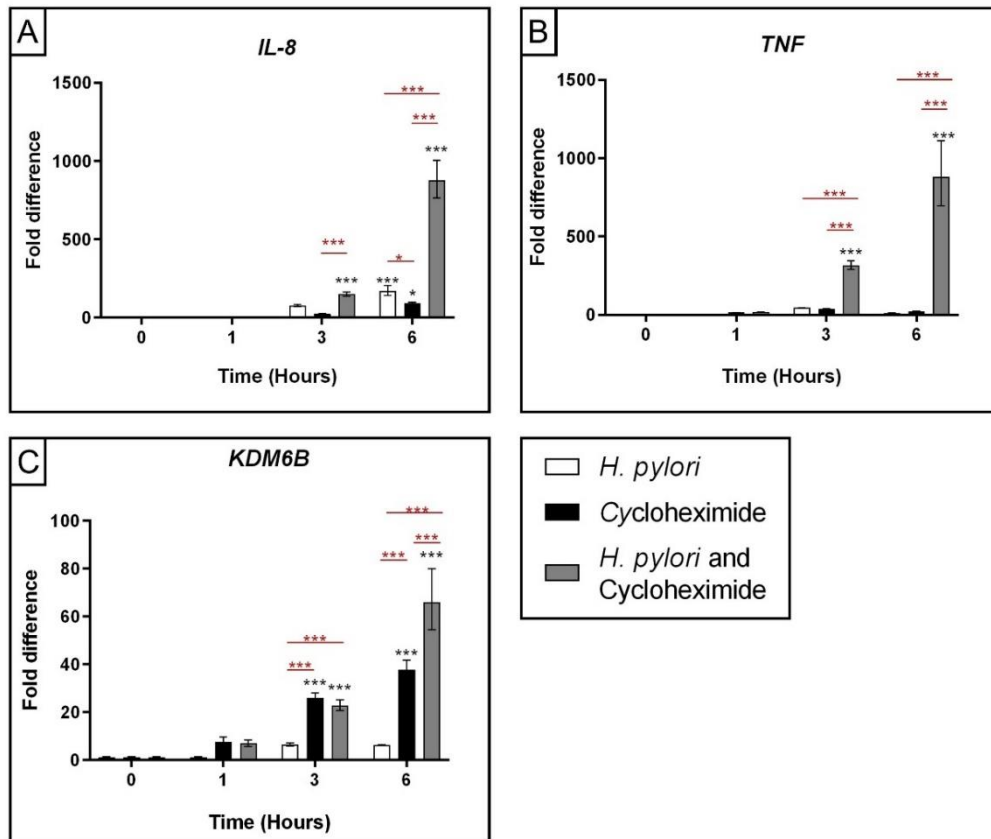 A
IL-8
1500
1000
500
0
Fold difference
***
***
***
***
***
*
*
***
0 1 3 6
Time (Hours)
B
TNF
1500
1000
500
0
Fold difference
***
***
***
***
***
***
0 1 3 6
Time (Hours)
C
KDM6B
100
80
60
40
20
0
Fold difference
***
***
***
***
***
***
***
***
***
0 1 3 6
Time (Hours)
H. pylori
Cycloheximide
H. pylori and
Cycloheximide